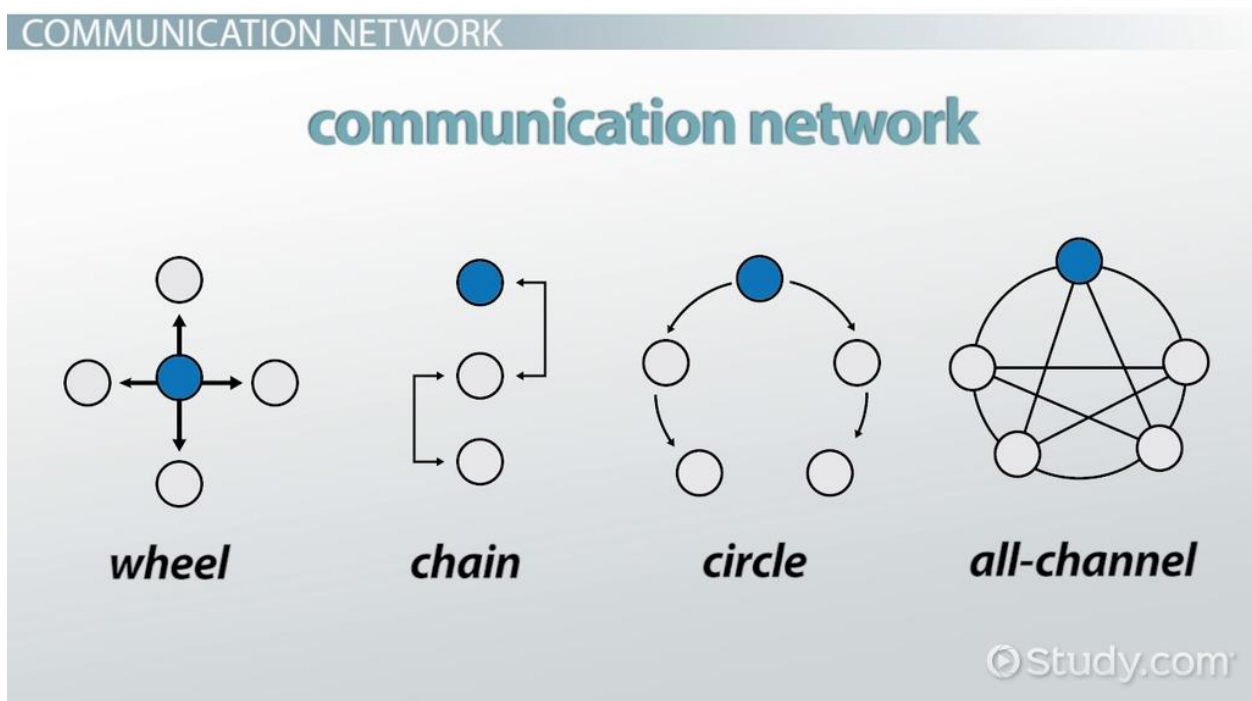 COMMUNICATION NETWORK
communication network
wheel
chain
circle
all-channel
Study.com